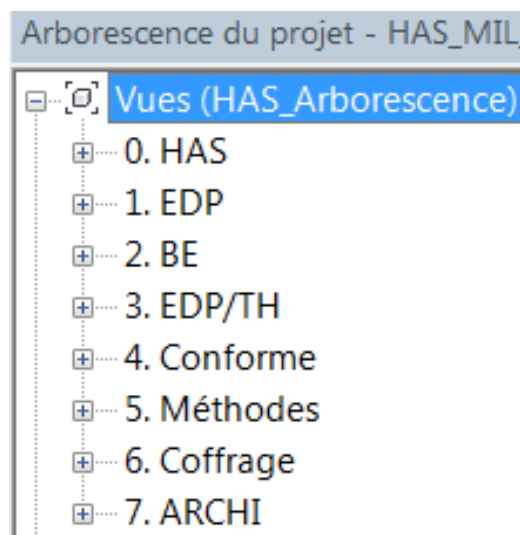 Arborescence du projet - HAS_MIL_
Vues (HAS_Arborescence)
0. HAS
1. EDP
2. BE
3. EDP/TH
4. Conforme
5. Méthodes
6. Coffrage
7. ARCHI